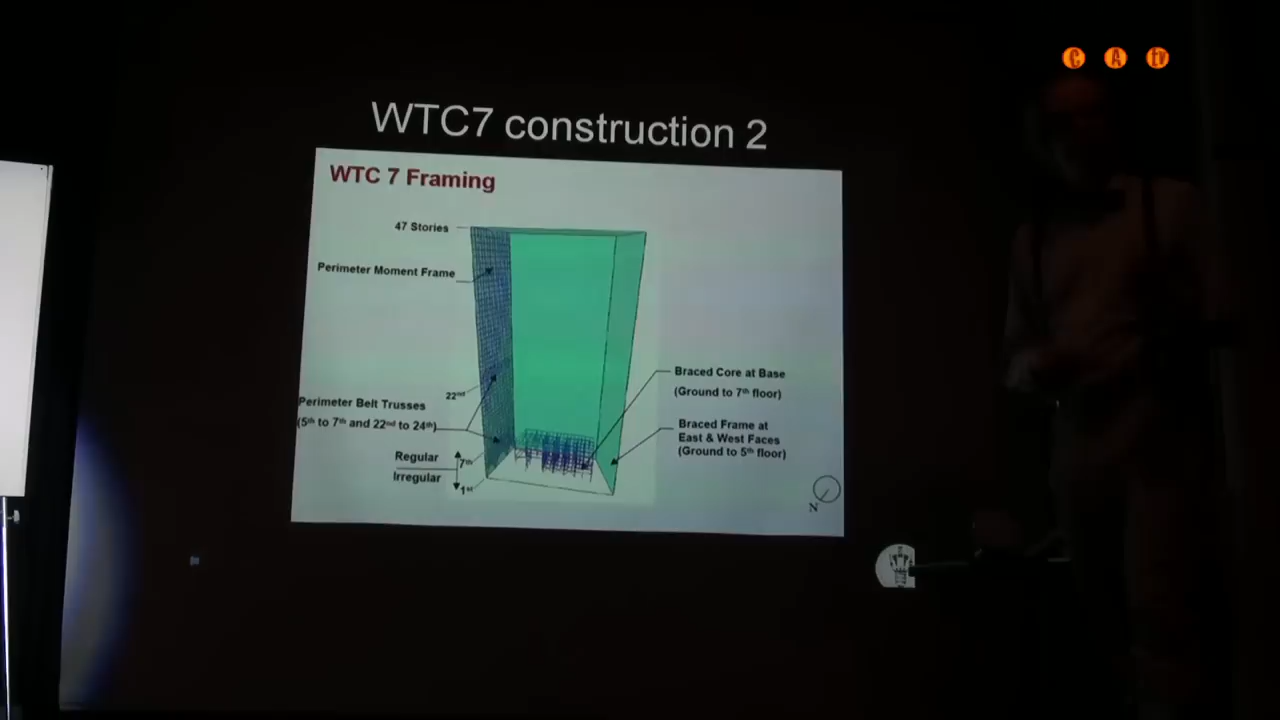 C A tv
WTC7 construction 2
WTC 7 Framing
47 Stories
Perimeter Moment Frame
22nd
Perimeter Belt Trusses
(5th to 7th and 22nd to 24th)
Regular
7th
Irregular
1st
Braced Core at Base
(Ground to 7th floor)
Braced Frame at
East & West Faces
(Ground to 5th floor)
N